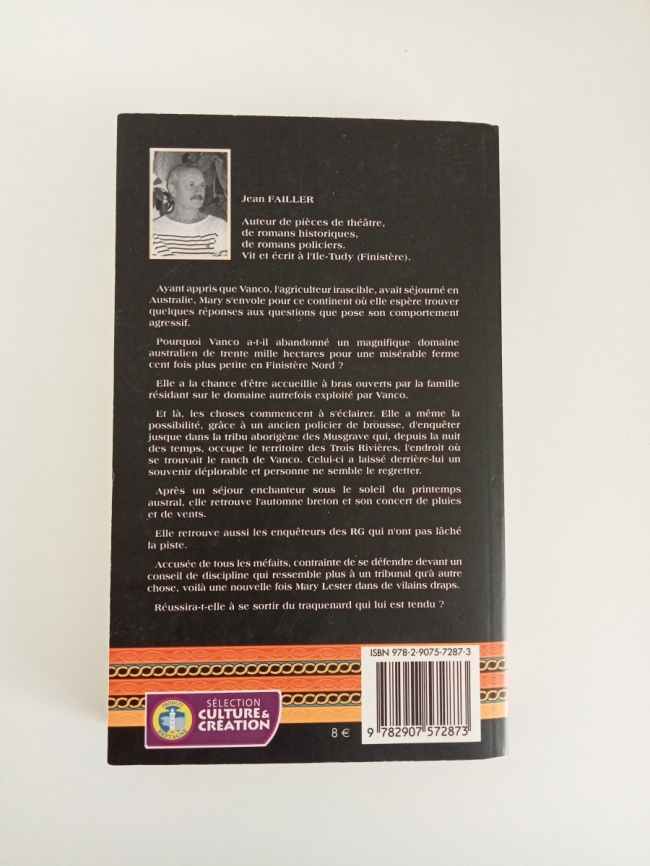 Jean FAILLER
Auteur de pièces de théâtre,
de romans historiques,
de romans policiers.
Vit et écrit à l'Ile-Tudy (Finistère).
Ayant appris que Vanco, l'agriculteur irascible, avait séjourné en
Australie, Mary s'envole pour ce continent où elle espère trouver
quelques réponses aux questions que pose son comportement
agressif.
Pourquoi Vanco a-t-il abandonné un magnifique domaine
australien de trente mille hectares pour une misérable ferme
cent fois plus petite en Finistère Nord ?
Elle a la chance d'être accueillie à bras ouverts par la famille
résidant sur le domaine autrefois exploité par Vanco.
Et là, les choses commencent à s'éclairer. Elle a même la
possibilité, grâce à un ancien policier de brousse, d'enquêter
jusque dans la tribu aborigène des Musgrave qui, depuis la nuit
des temps, occupe le territoire des Trois Rivières, l'endroit où
se trouvait le ranch de Vanco. Celui-ci a laissé derrière-lui un
souvenir déplorable et personne ne semble le regretter.
Après un séjour enchanteur sous le soleil du printemps
austral, elle retrouve l'automne breton et son concert de pluies
et de vents.
Elle retrouve aussi les enquêteurs des RG qui n'ont pas lâché
la piste.
Accusée de tous les méfaits, contrainte de se défendre devant un
conseil de discipline qui ressemble plus à un tribunal qu'à autre
chose, voilà une nouvelle fois Mary Lester dans de vilains draps.
Réussira-t-elle à se sortir du traquenard qui lui est tendu ?
ISBN 978-2-9075-7287-3
PRODUIT
EN
BRETAGNE
SÉLECTION
CULTURE &
CRÉATION
8 €
9 782907 572873